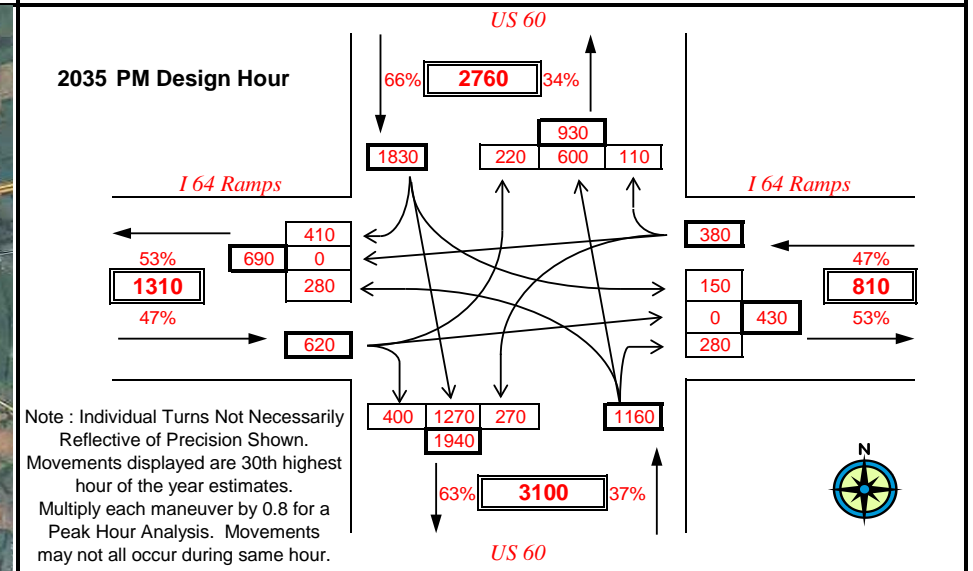 US 60
2035 PM Design Hour
66% 2760 34%
930
1830 220 600 110
I 64 Ramps I 64 Ramps
410 380
53% 690 0 47%
1310 280 150 810
47% 0 430 53%
620 280
Note : Individual Turns Not Necessarily
Reflective of Precision Shown.
Movements displayed are 30th highest
hour of the year estimates.
Multiply each maneuver by 0.8 for a
Peak Hour Analysis. Movements
may not all occur during same hour.
400 1270 270 1160
1940
63% 3100 37%
N
US 60